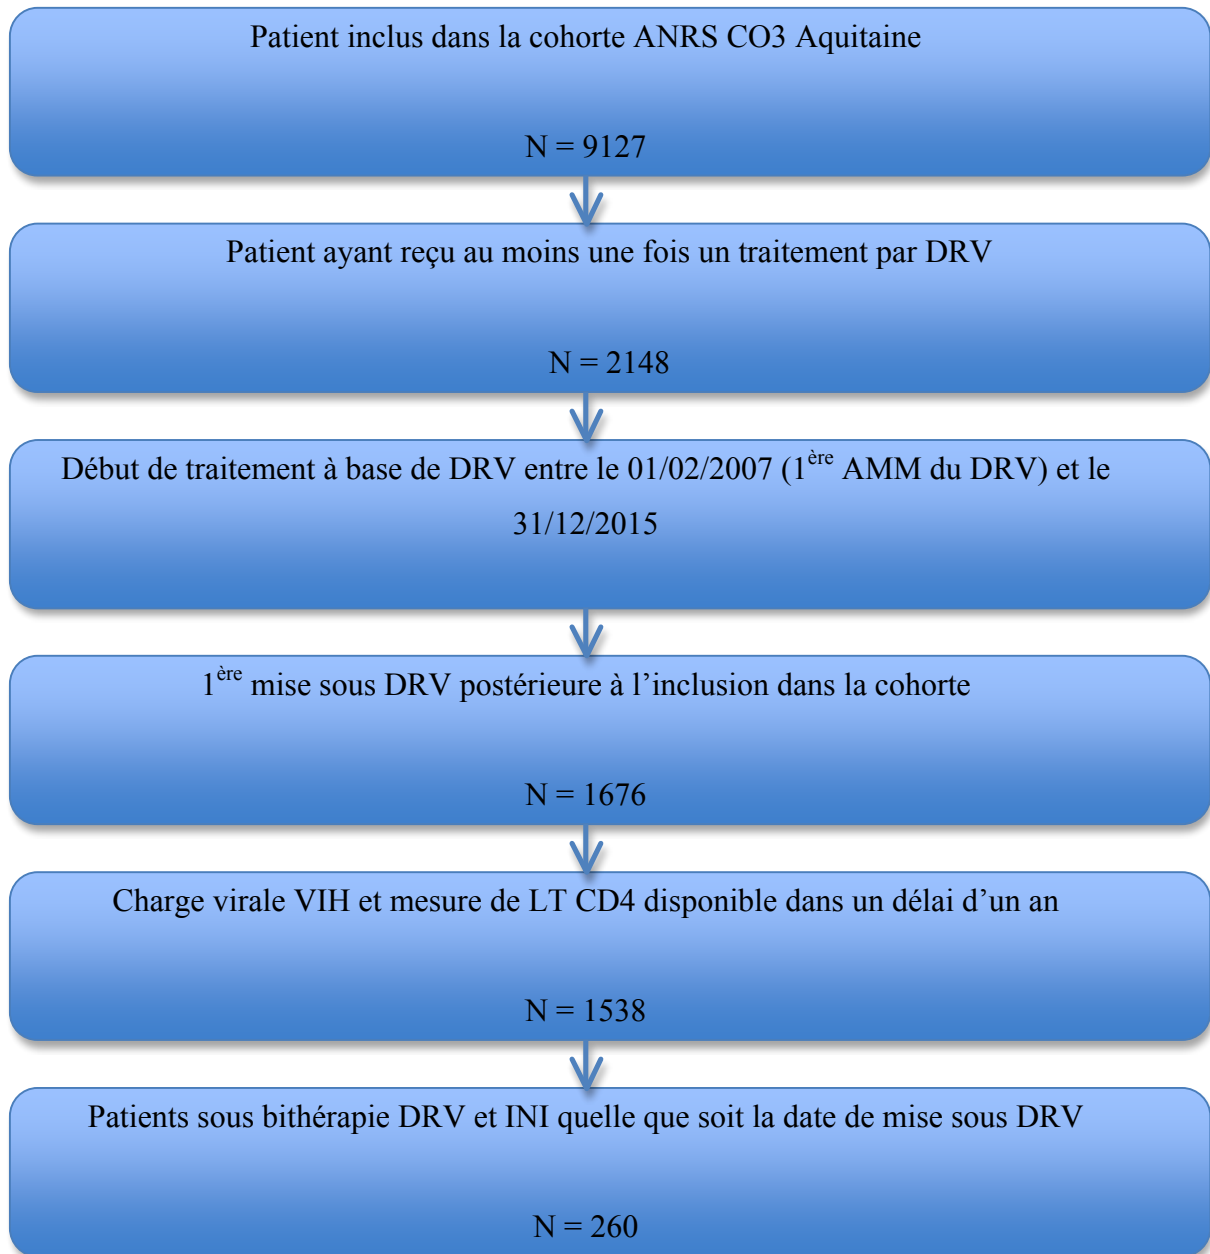 Patient inclus dans la cohorte ANRS CO3 Aquitaine
N = 9127
Patient ayant reçu au moins une fois un traitement par DRV
N = 2148
Début de traitement à base de DRV entre le 01/02/2007 (1ère AMM du DRV) et le
31/12/2015
1ère mise sous DRV postérieure à l’inclusion dans la cohorte
N = 1676
Charge virale VIH et mesure de LT CD4 disponible dans un délai d’un an
N = 1538
Patients sous bithérapie DRV et INI quelle que soit la date de mise sous DRV
N = 260